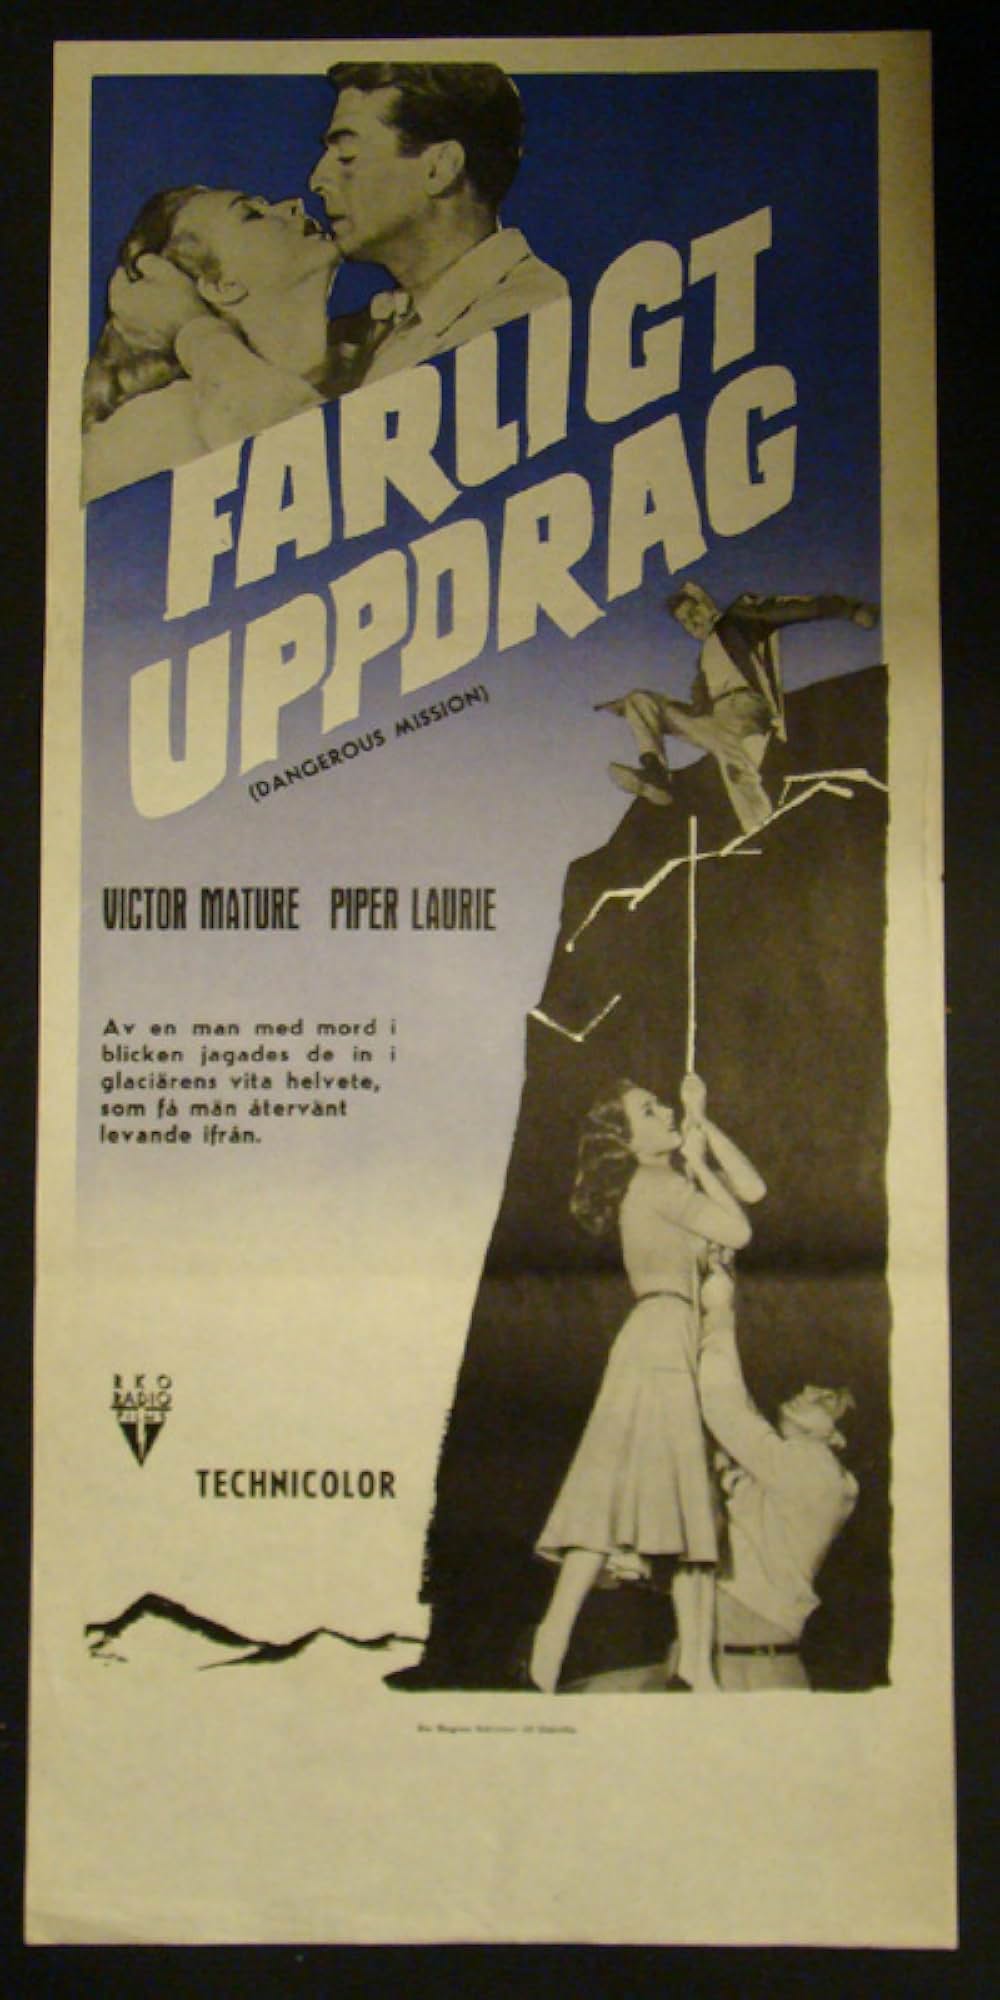 FARLIGT
UPPDRAG
(DANGEROUS MISSION)
VICTOR MATURE PIPER LAURIE
Av en man med mord i
blicken jagades de in i
glaciärens vita helvete,
som få män återvänt
levande ifrån.
RKO
RADIO
FILMS
TECHNICOLOR